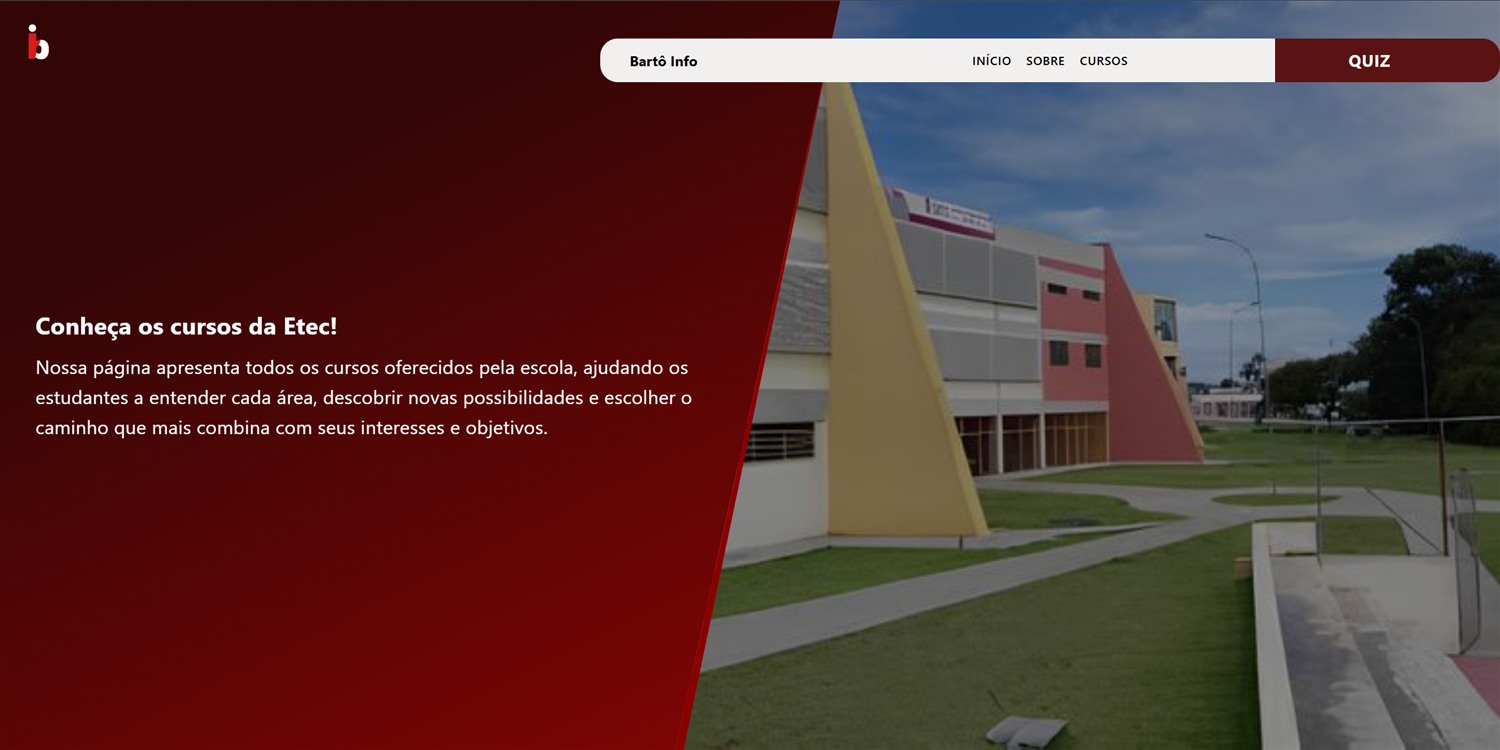 ib
Bartô Info
INÍCIO SOBRE CURSOS
QUIZ
Conheça os cursos da Etec!
Nossa página apresenta todos os cursos oferecidos pela escola, ajudando os
estudantes a entender cada área, descobrir novas possibilidades e escolher o
caminho que mais combina com seus interesses e objetivos.